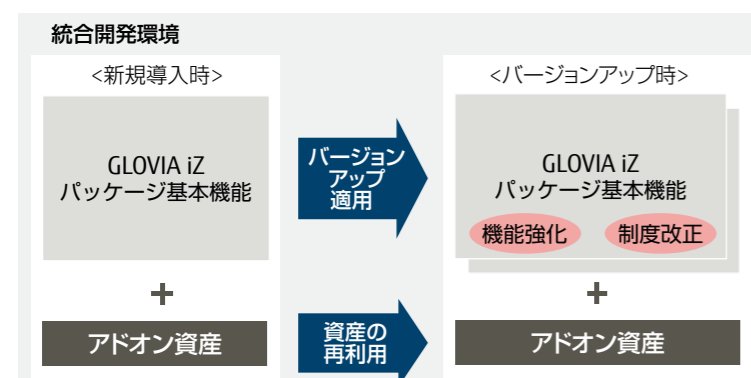 統合開発環境
<新規導入時>
GLOVIA iZ
パッケージ基本機能
+
アドオン資産
バージョン
アップ
適用
資産の
再利用
<バージョンアップ時>
GLOVIA iZ
パッケージ基本機能
機能強化
制度改正
+
アドオン資産